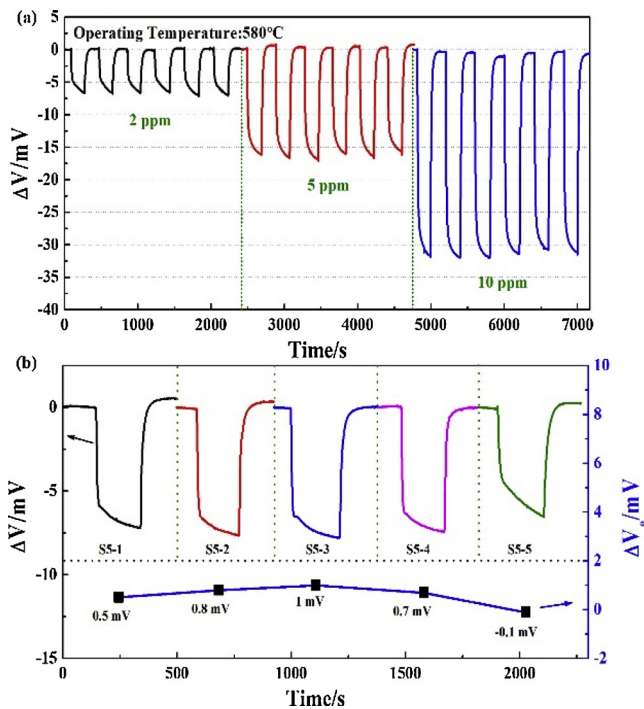 (a)
Operating Temperature:580°C
5
0
-5
-10
-15
-20
-25
-30
-35
-40
ΔV/mV
2 ppm
5 ppm
10 ppm
0 1000 2000 3000 4000 5000 6000 7000
Time/s
(b)
0
-5
-10
-15
ΔV/mV
10
8
6
4
2
0
-2
S5-1 S5-2 S5-3 S5-4 S5-5
0.5 mV 0.8 mV 1 mV 0.7 mV -0.1 mV
0 500 1000 1500 2000
Time/s